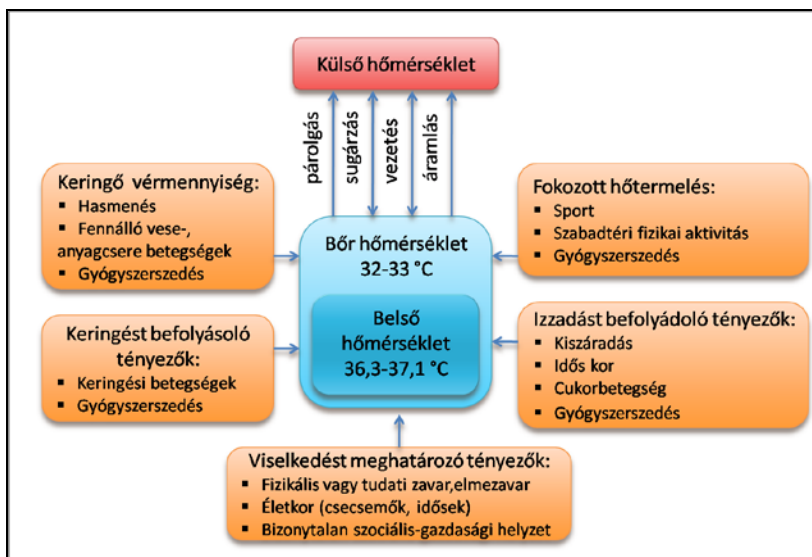 Külső hőmérséklet
párolgás
sugárzás
vezetés
áramlás
Keringő vérmennyiség:
▪ Hasmenés
▪ Fennálló vese-,
anyagcsere betegségek
▪ Gyógyszerszedés
Fokozott hőtermelés:
▪ Sport
▪ Szabadtéri fizikai aktivitás
▪ Gyógyszerszedés
Bőr hőmérséklet
32-33 °C
Belső
hőmérséklet
36,3-37,1 °C
Keringést befolyásoló
tényezők:
▪ Keringési betegségek
▪ Gyógyszerszedés
Izzadást befolyádoló tényezők:
▪ Kiszáradás
▪ Idős kor
▪ Cukorbetegség
▪ Gyógyszerszedés
Viselkedést meghatározó tényezők:
▪ Fizikális vagy tudati zavar,elmezavar
▪ Életkor (csecsemők, idősek)
▪ Bizonytalan szociális-gazdasági helyzet